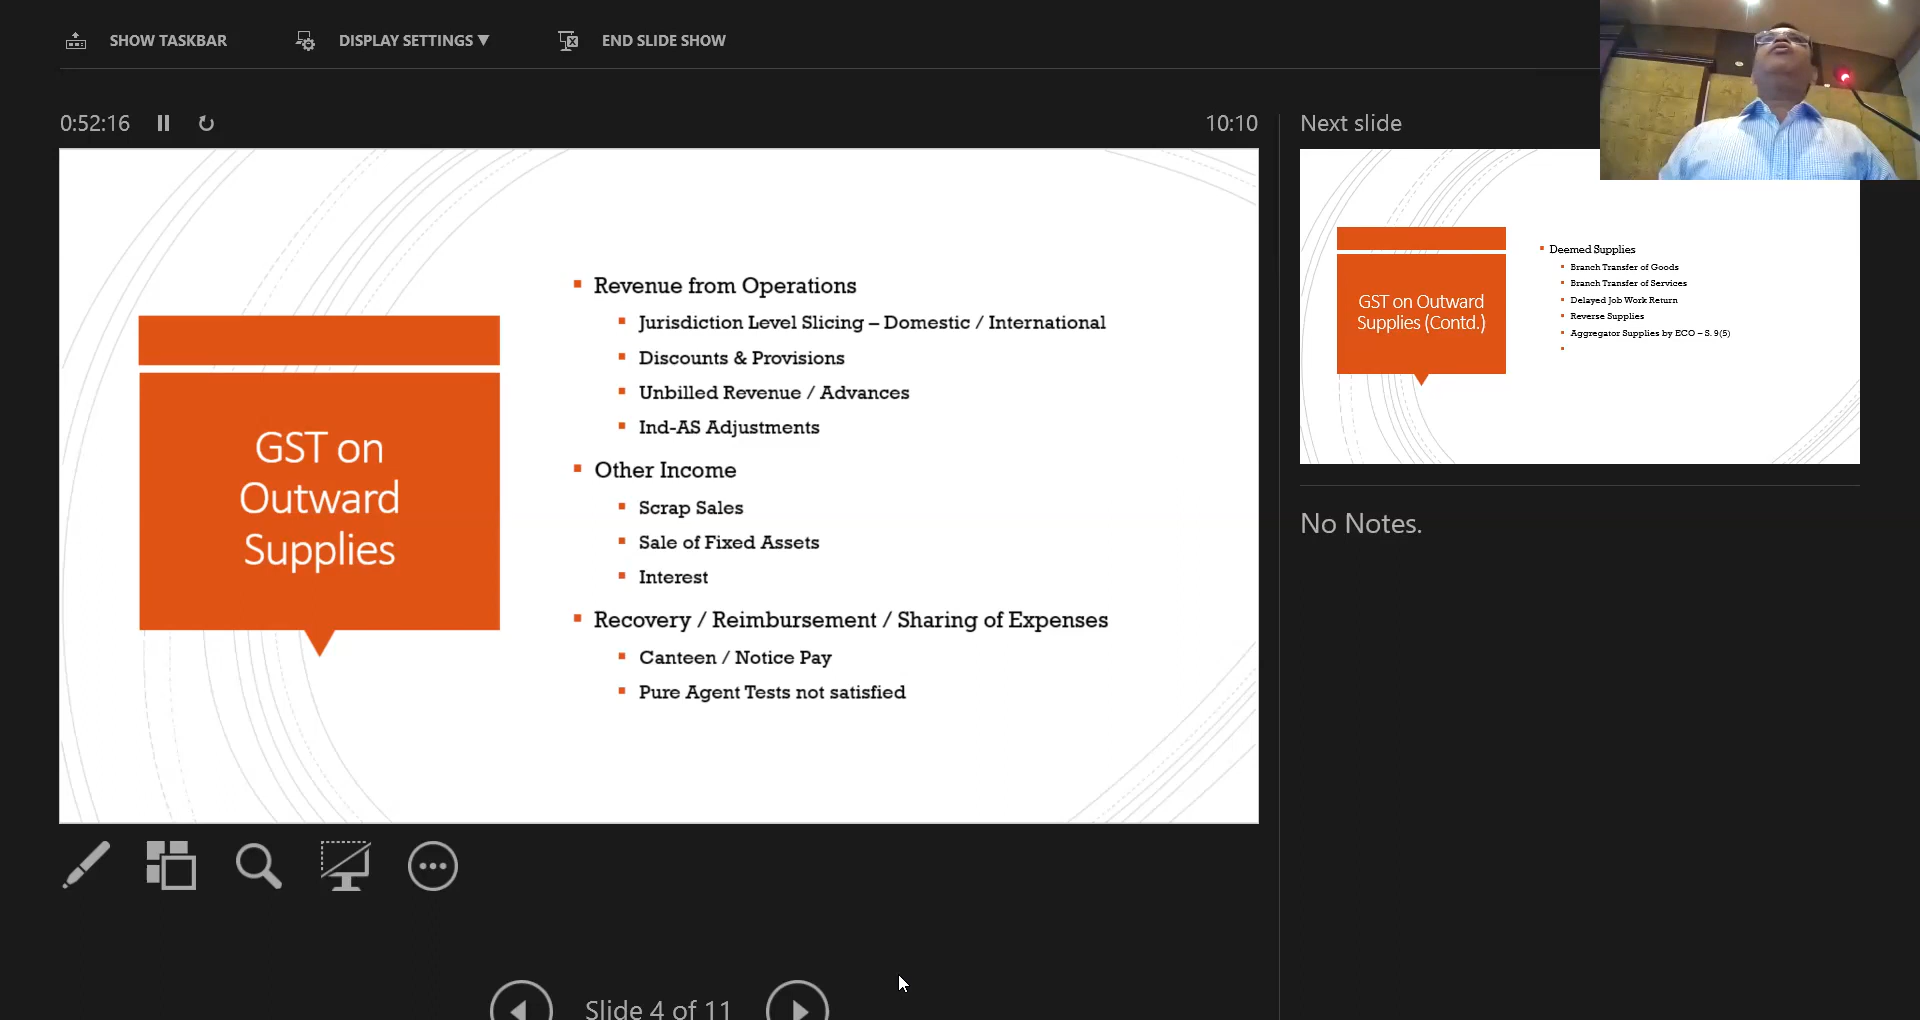 SHOW TASKBAR
DISPLAY SETTINGS ▼
END SLIDE SHOW
0:52:16
10:10
Next slide
GST on
Outward
Supplies
Revenue from Operations
Jurisdiction Level Slicing – Domestic / International
Discounts & Provisions
Unbilled Revenue / Advances
Ind-AS Adjustments
Other Income
Scrap Sales
Sale of Fixed Assets
Interest
Recovery / Reimbursement / Sharing of Expenses
Canteen / Notice Pay
Pure Agent Tests not satisfied
GST on Outward
Supplies (Contd.)
Deemed Supplies
Branch Transfer of Goods
Branch Transfer of Services
Delayed Job Work Return
Reverse Supplies
Aggregator Supplies by ECO – S. 9(5)
No Notes.
Slide 4 of 11